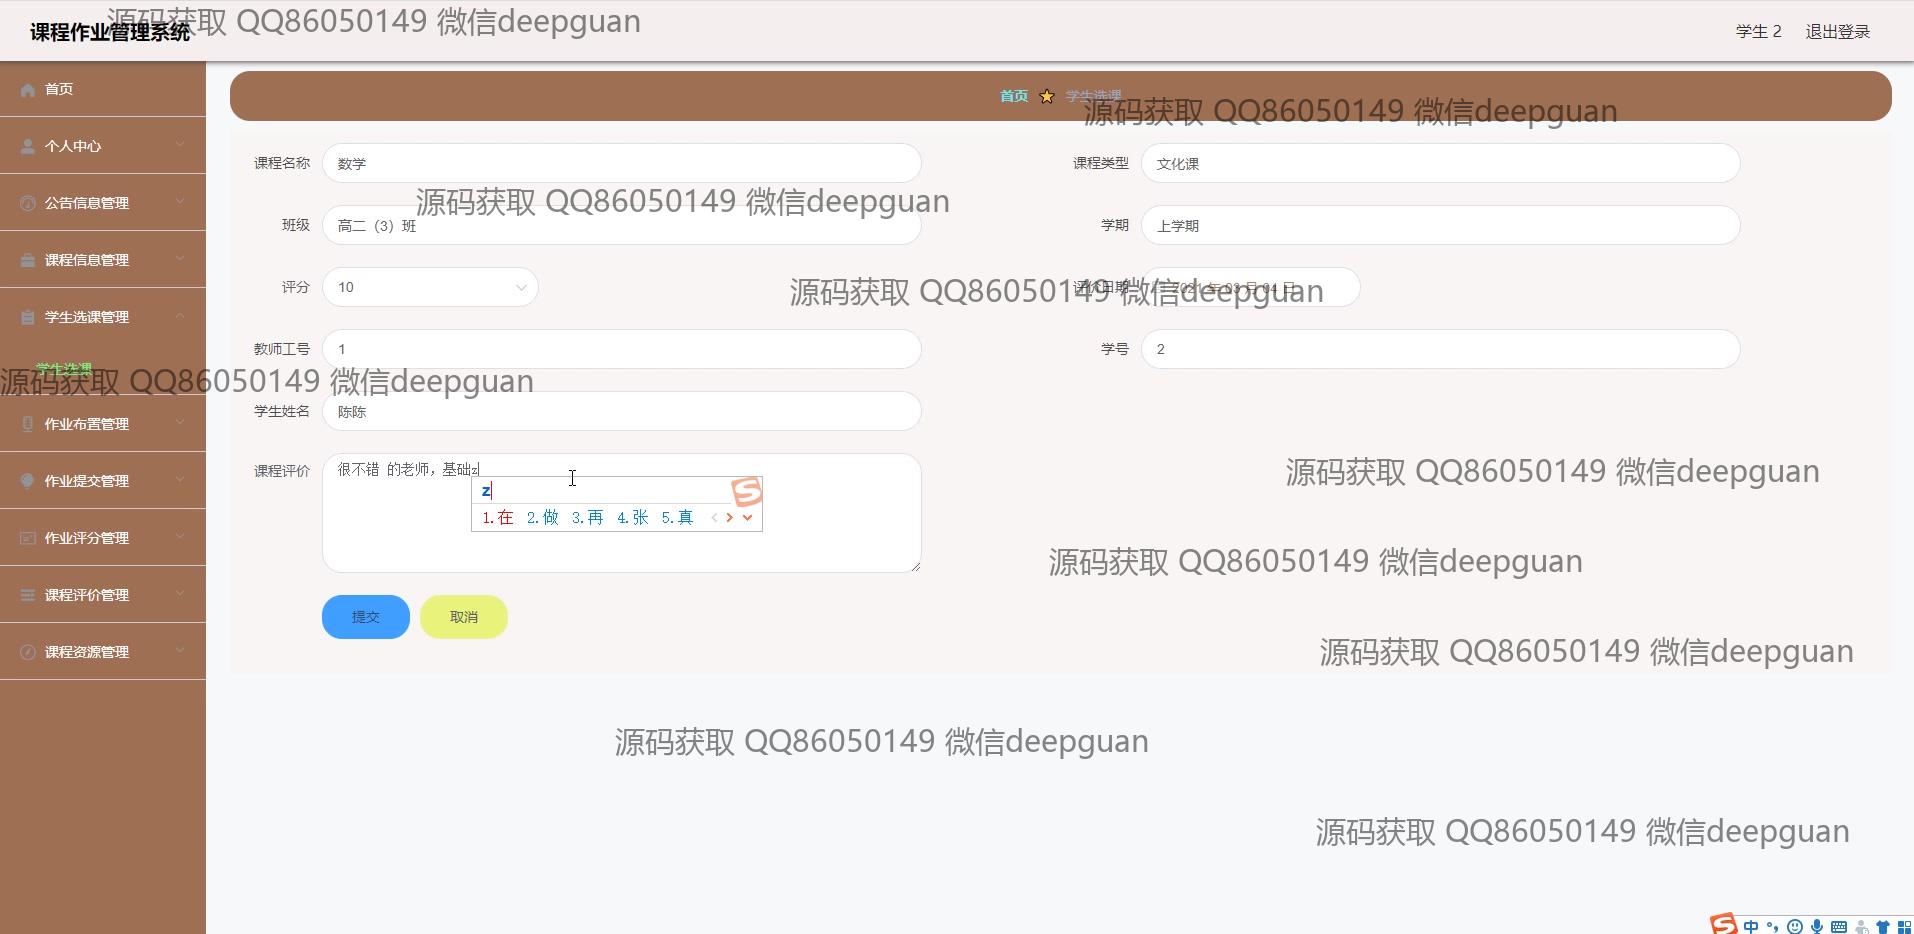 课程作业管理系统
源码获取 QQ86050149 微信deepguan
学生 2 退出登录
首页
首页 学生选课
源码获取 QQ86050149 微信deepguan
个人中心
课程名称 数学 课程类型 文化课
公告信息管理
源码获取 QQ86050149 微信deepguan
班级 高二（3）班 学期 上学期
课程信息管理
评分 10 评价日期 2021 年 03 月 04 日
源码获取 QQ86050149 微信deepguan
学生选课管理
教师工号 1 学号 2
学生选课
源码获取 QQ86050149 微信deepguan
学生姓名 陈陈
作业布置管理
课程评价 很不错 的老师，基础z
源码获取 QQ86050149 微信deepguan
作业提交管理
z
1.在 2.做 3.再 4.张 5.真
作业评分管理
源码获取 QQ86050149 微信deepguan
课程评价管理
提交 取消
课程资源管理
源码获取 QQ86050149 微信deepguan
源码获取 QQ86050149 微信deepguan
源码获取 QQ86050149 微信deepguan
中